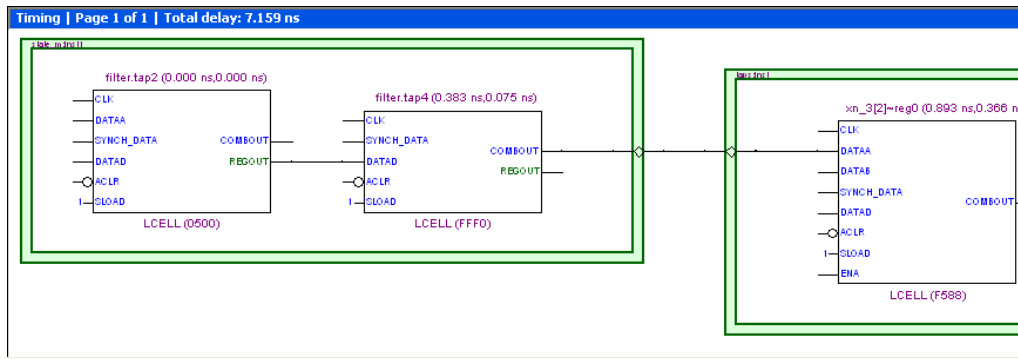 Timing | Page 1 of 1 | Total delay: 7.159 ns
filter.tap2 (0.000 ns,0.000 ns)
CLK
DATAA
SYNCH_DATA
DATAD
ACLR
1 SLOAD
COMBOUT
REGOUT
LCELL (0500)
filter.tap4 (0.383 ns,0.075 ns)
CLK
SYNCH_DATA
DATAD
ACLR
1 SLOAD
COMBOUT
REGOUT
LCELL (FFF0)
xn_3[2]~reg0 (0.893 ns,0.366 n
CLK
DATAA
DATAB
SYNCH_DATA
DATAD
ACLR
1 SLOAD
ENA
COMBOUT
LCELL (F588)